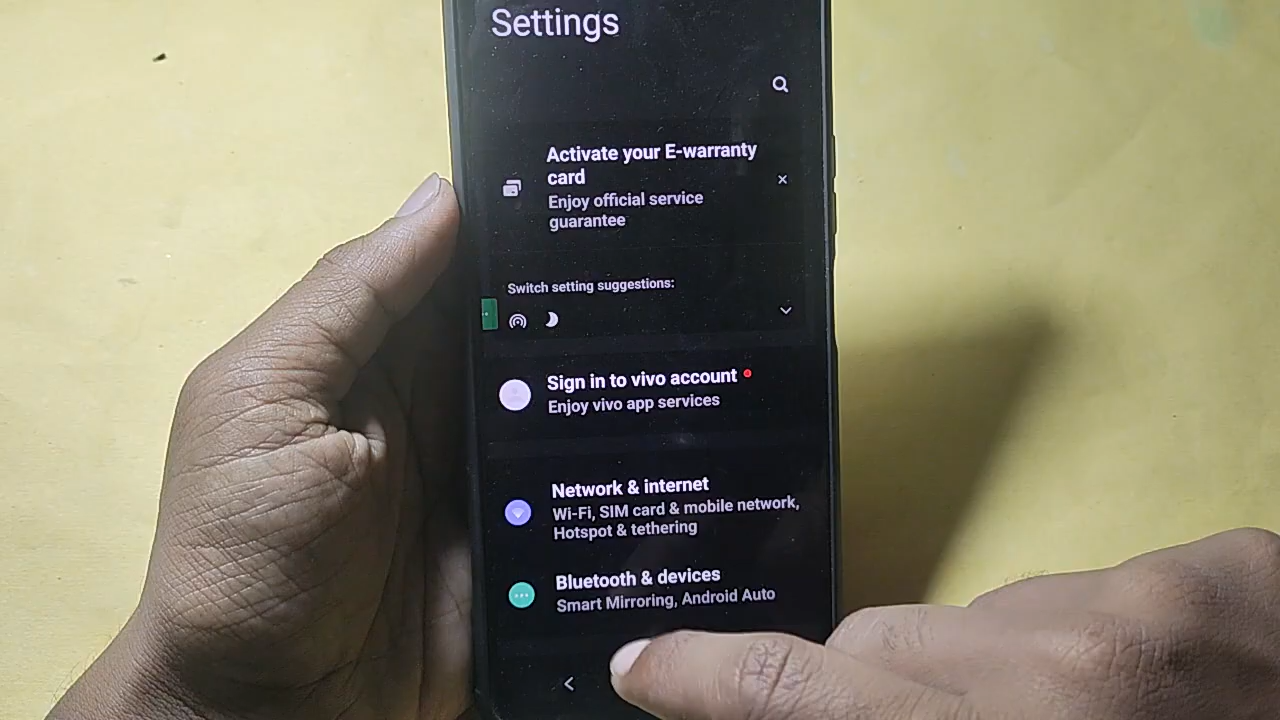 Settings
Activate your E-warranty
card
Enjoy official service
guarantee
Switch setting suggestions:
Sign in to vivo account
Enjoy vivo app services
Network & internet
Wi-Fi, SIM card & mobile network,
Hotspot & tethering
Bluetooth & devices
Smart Mirroring, Android Auto